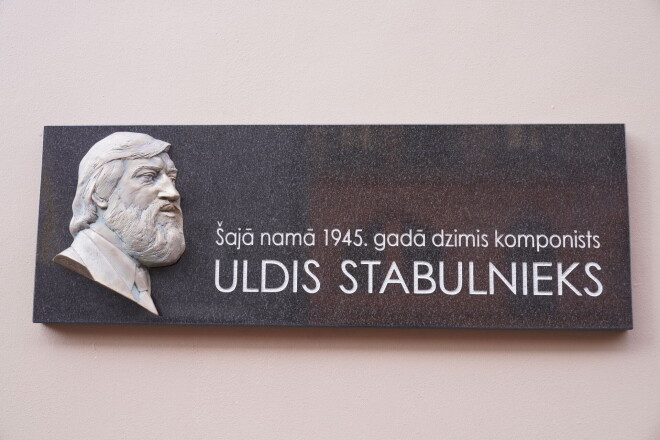 Šajā namā 1945. gadā dzimis komponists
ULDIS STABULNIEKS